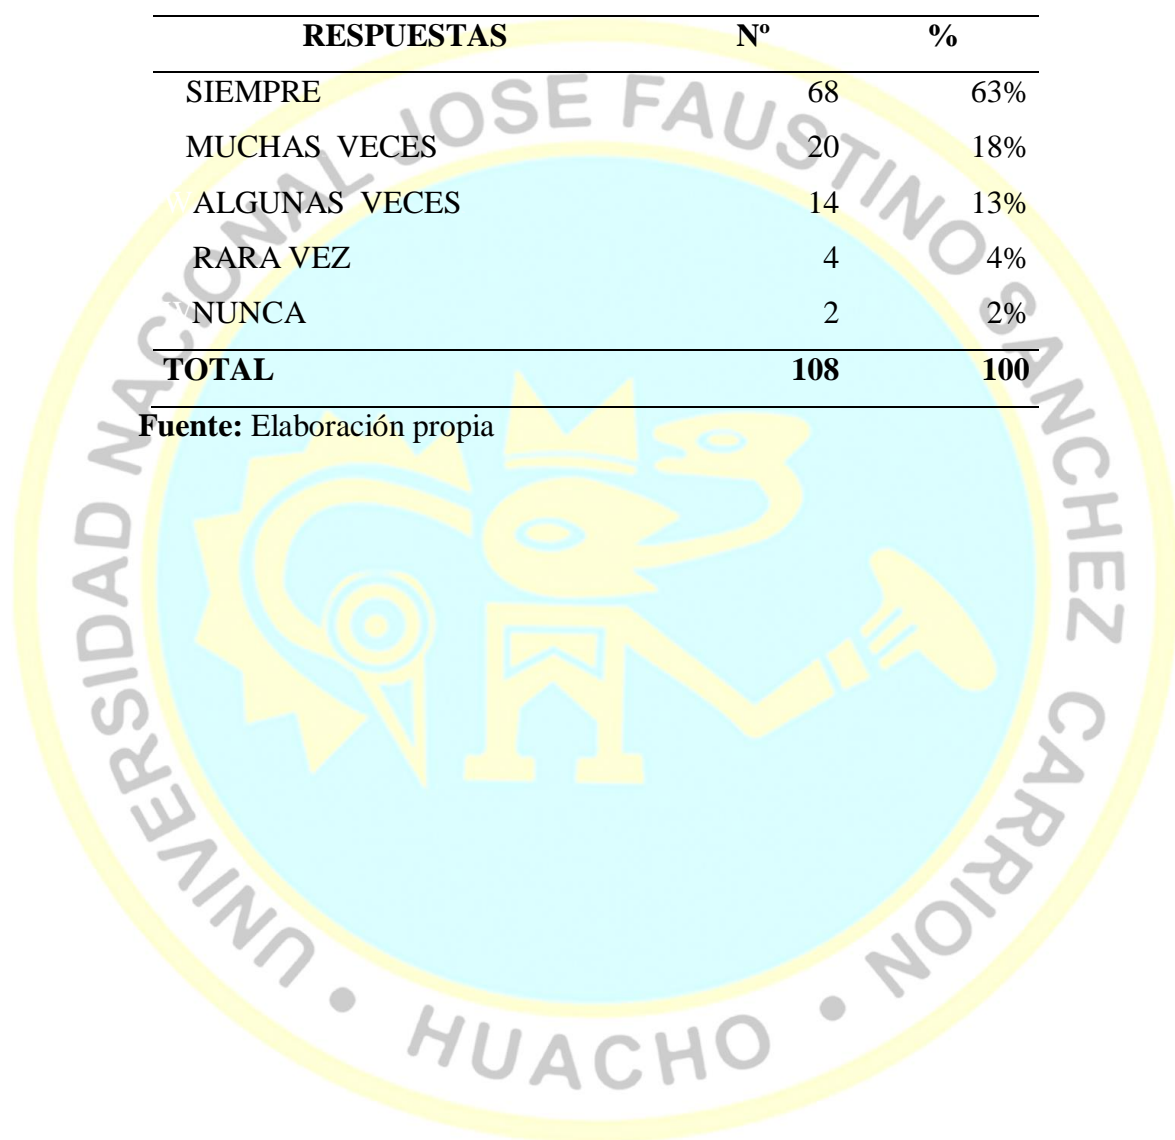 RESPUESTAS Nº %
SIEMPRE 68 63%
MUCHAS VECES 20 18%
ALGUNAS VECES 14 13%
RARA VEZ 4 4%
NUNCA 2 2%
TOTAL 108 100
Fuente: Elaboración propia
UNIVERSIDAD NACIONAL JOSE FAUSTINO SANCHEZ CARRION
• HUACHO •